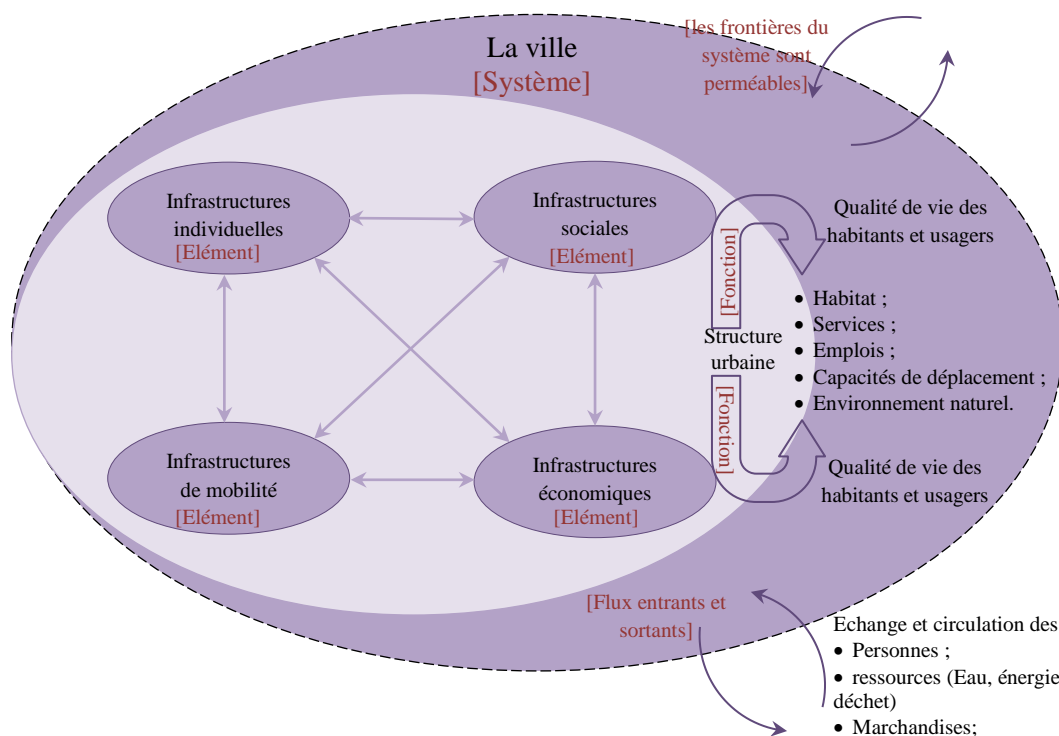 La ville
[Système]
[les frontières du
système sont
perméables]
Infrastructures
individuelles
[Elément]
Infrastructures
sociales
[Elément]
[Fonction]
Qualité de vie des
habitants et usagers
Structure
urbaine
• Habitat ;
• Services ;
• Emplois ;
• Capacités de déplacement ;
• Environnement naturel.
Infrastructures
de mobilité
[Elément]
Infrastructures
économiques
[Elément]
[Fonction]
Qualité de vie des
habitants et usagers
[Flux entrants et
sortants]
Echange et circulation des
• Personnes ;
• ressources (Eau, énergie
déchet)
• Marchandises;